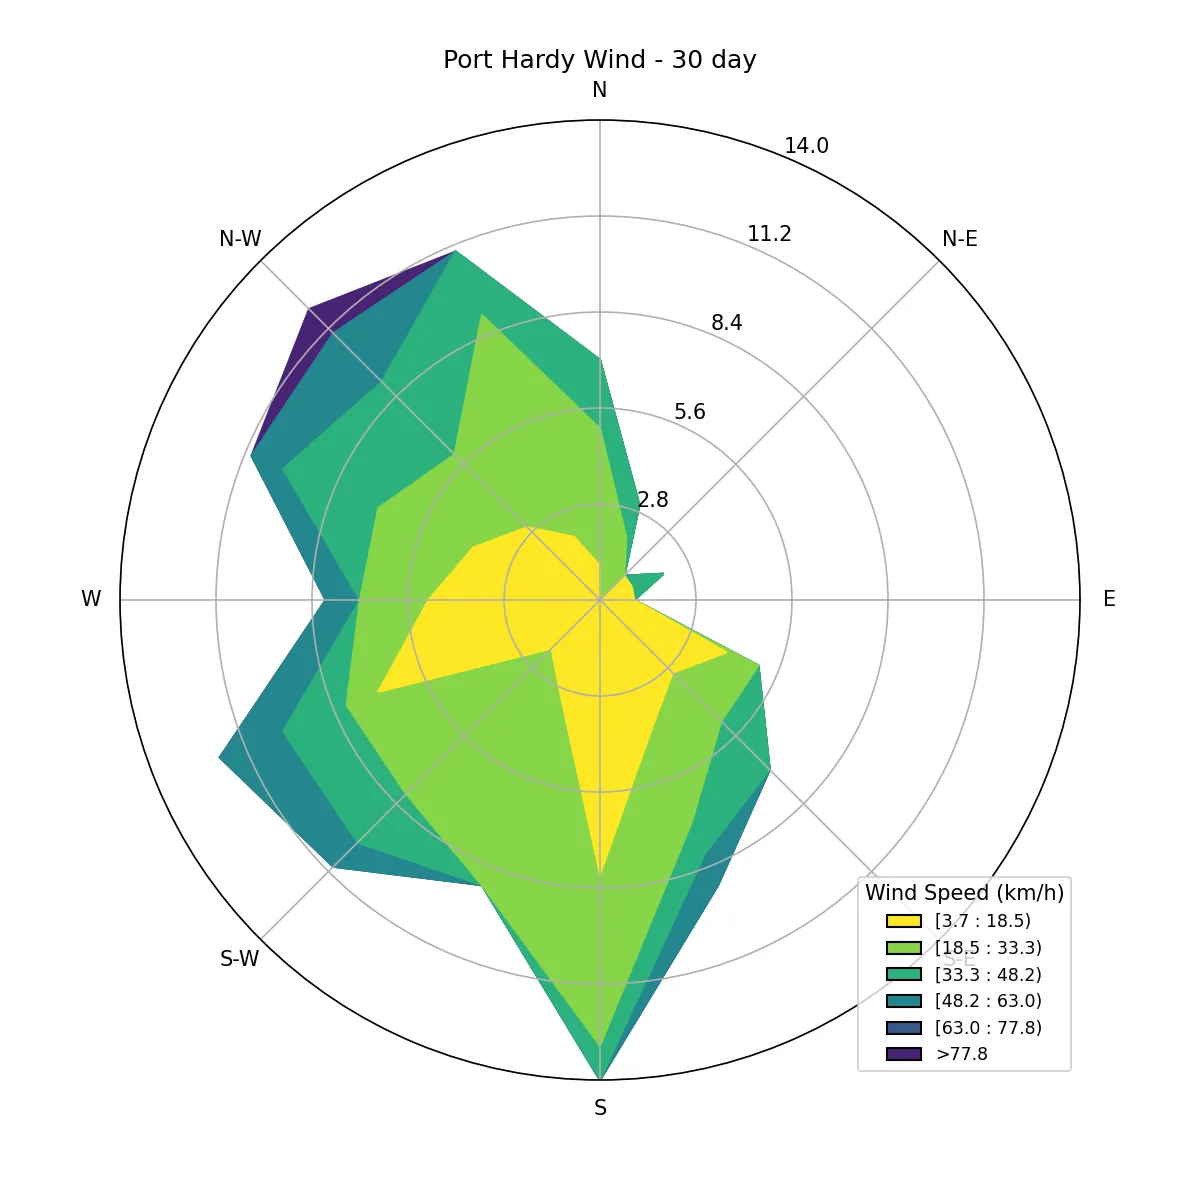 Port Hardy Wind - 30 day
N
14.0
N-W
N-E
11.2
8.4
5.6
2.8
W
E
S-W
S-E
S
Wind Speed (km/h)
[3.7 : 18.5)
[18.5 : 33.3)
[33.3 : 48.2)
[48.2 : 63.0)
[63.0 : 77.8)
>77.8